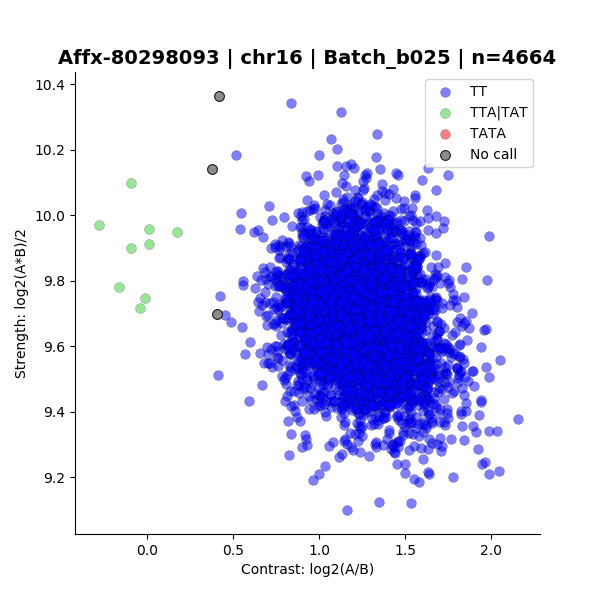 Affx-80298093 | chr16 | Batch_b025 | n=4664
TT
TTA|TAT
TATA
No call
Strength: log2(A*B)/2
10.4
10.2
10.0
9.8
9.6
9.4
9.2
0.0 0.5 1.0 1.5 2.0
Contrast: log2(A/B)